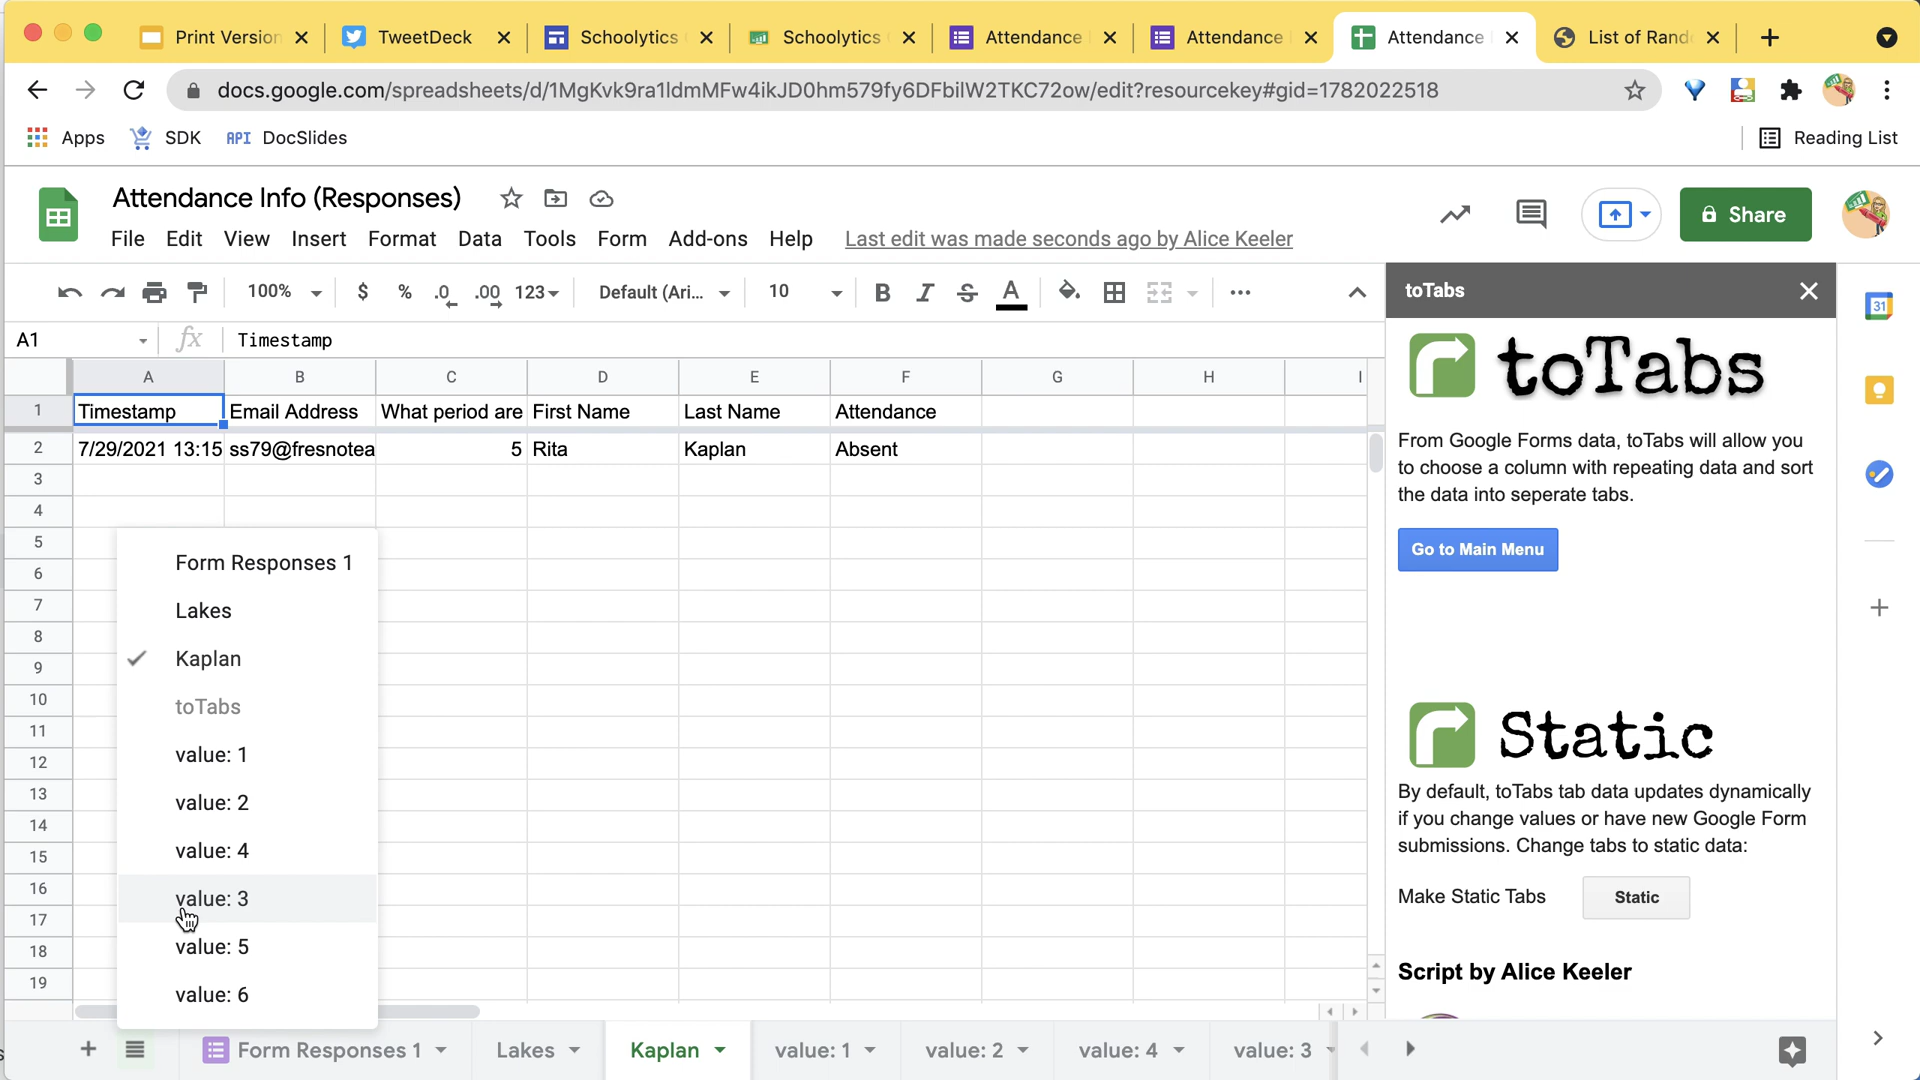 Print Version
TweetDeck
Schoolytics
Schoolytics
Attendance
Attendance
Attendance
List of Rand
docs.google.com/spreadsheets/d/1MgKvk9ra1ldmMFw4ikJD0hm579fy6DFbilW2TKC72ow/edit?resourcekey#gid=1782022518
Apps
SDK
API DocSlides
Reading List
Attendance Info (Responses)
File Edit View Insert Format Data Tools Form Add-ons Help Last edit was made seconds ago by Alice Keeler
Share
100% $ % .0 .00 123 Default (Ari... 10 B I S A
A1 fx Timestamp
A B C D E F G H I
1 Timestamp Email Address What period are First Name Last Name Attendance
2 7/29/2021 13:15 ss79@fresnotea 5 Rita Kaplan Absent
3
4
5
6
7
8
9
10
11
12
13
14
15
16
17
18
19
Form Responses 1
Lakes
Kaplan
toTabs
value: 1
value: 2
value: 4
value: 3
value: 5
value: 6
Form Responses 1 Lakes Kaplan value: 1 value: 2 value: 4 value: 3
toTabs
toTabs
From Google Forms data, toTabs will allow you
to choose a column with repeating data and sort
the data into seperate tabs.
Go to Main Menu
Static
By default, toTabs tab data updates dynamically
if you change values or have new Google Form
submissions. Change tabs to static data:
Make Static Tabs Static
Script by Alice Keeler
31